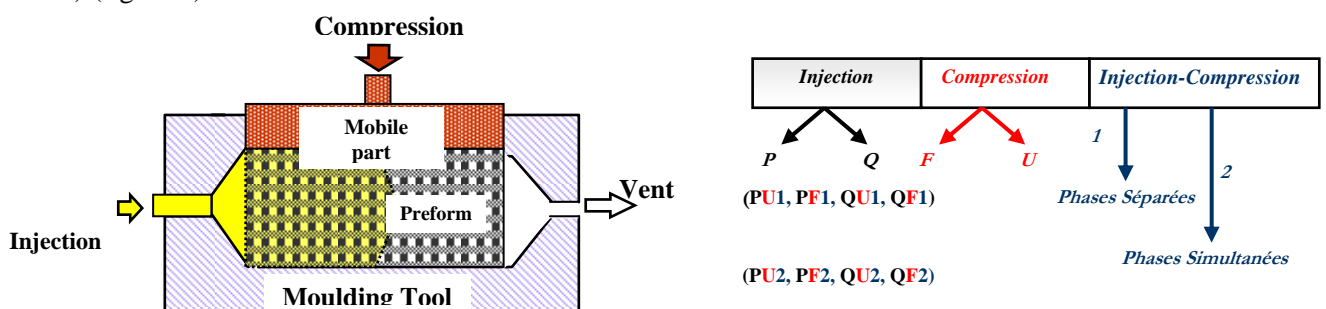 Compression
Mobile
part
Preform
Vent
Injection
Moulding Tool
Injection Compression Injection-Compression
P Q F U 1 2
(PU1, PF1, QU1, QF1)
Phases Séparées
Phases Simultanées
(PU2, PF2, QU2, QF2)